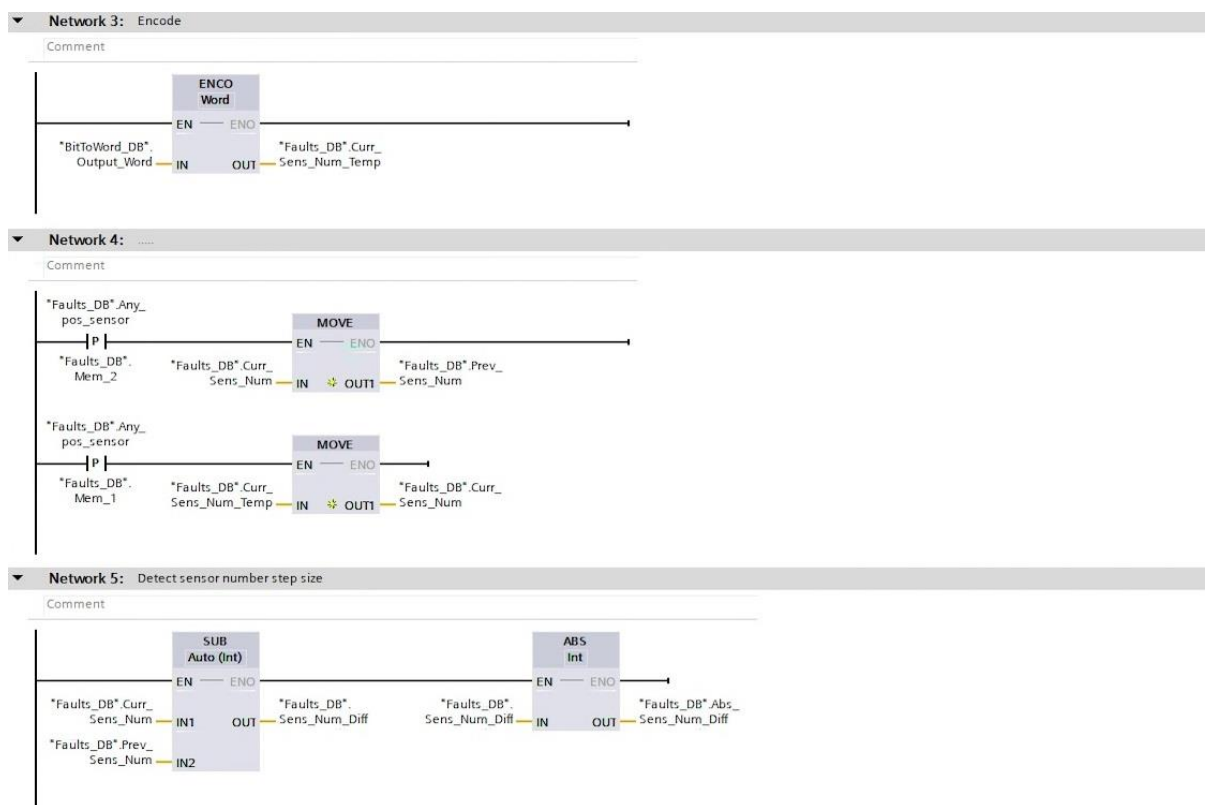 Network 3: Encode
Comment
ENCO
Word
EN ENO
"BitToWord_DB".
Output_Word IN
OUT "Faults_DB".Curr_
Sens_Num_Temp
Network 4: .....
Comment
"Faults_DB".Any_
pos_sensor
P
"Faults_DB".
Mem_2
MOVE
EN ENO
"Faults_DB".Curr_
Sens_Num IN
OUT1 "Faults_DB".Prev_
Sens_Num
"Faults_DB".Any_
pos_sensor
P
"Faults_DB".
Mem_1
MOVE
EN ENO
"Faults_DB".Curr_
Sens_Num_Temp IN
OUT1 "Faults_DB".Curr_
Sens_Num
Network 5: Detect sensor number step size
Comment
SUB
Auto (Int)
EN ENO
"Faults_DB".Curr_
Sens_Num IN1
"Faults_DB".Prev_
Sens_Num IN2
OUT "Faults_DB".
Sens_Num_Diff
ABS
Int
EN ENO
"Faults_DB".
Sens_Num_Diff IN
OUT "Faults_DB".Abs_
Sens_Num_Diff